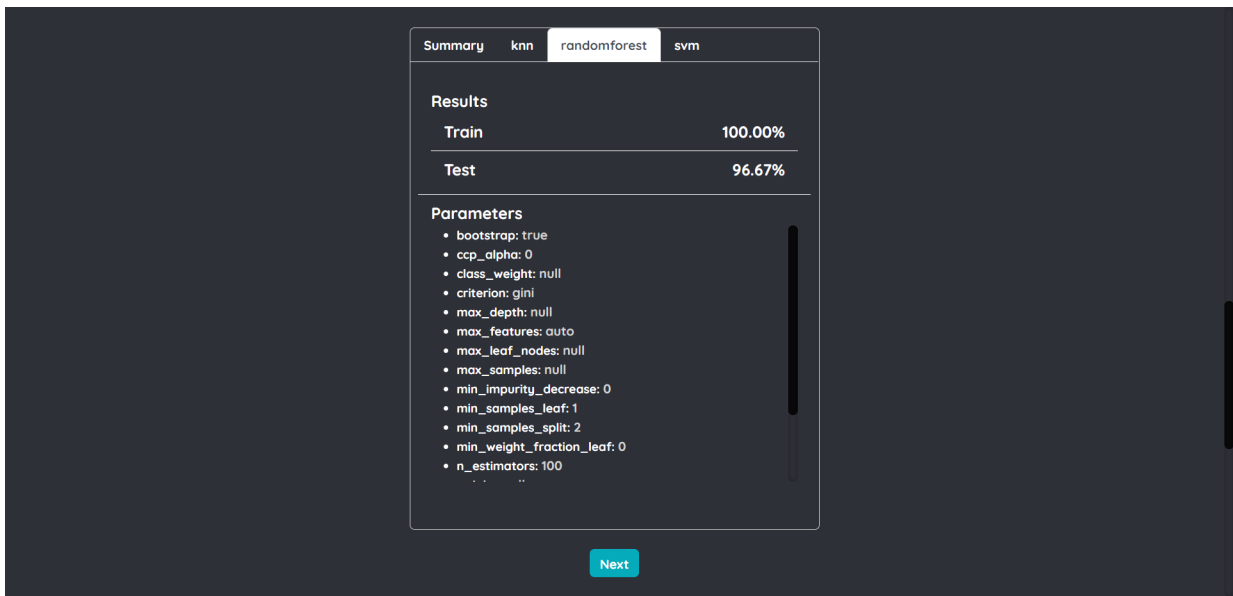 Summary knn randomforest svm
Results
Train 100.00%
Test 96.67%
Parameters
bootstrap: true
ccp_alpha: 0
class_weight: null
criterion: gini
max_depth: null
max_features: auto
max_leaf_nodes: null
max_samples: null
min_impurity_decrease: 0
min_samples_leaf: 1
min_samples_split: 2
min_weight_fraction_leaf: 0
n_estimators: 100
Next